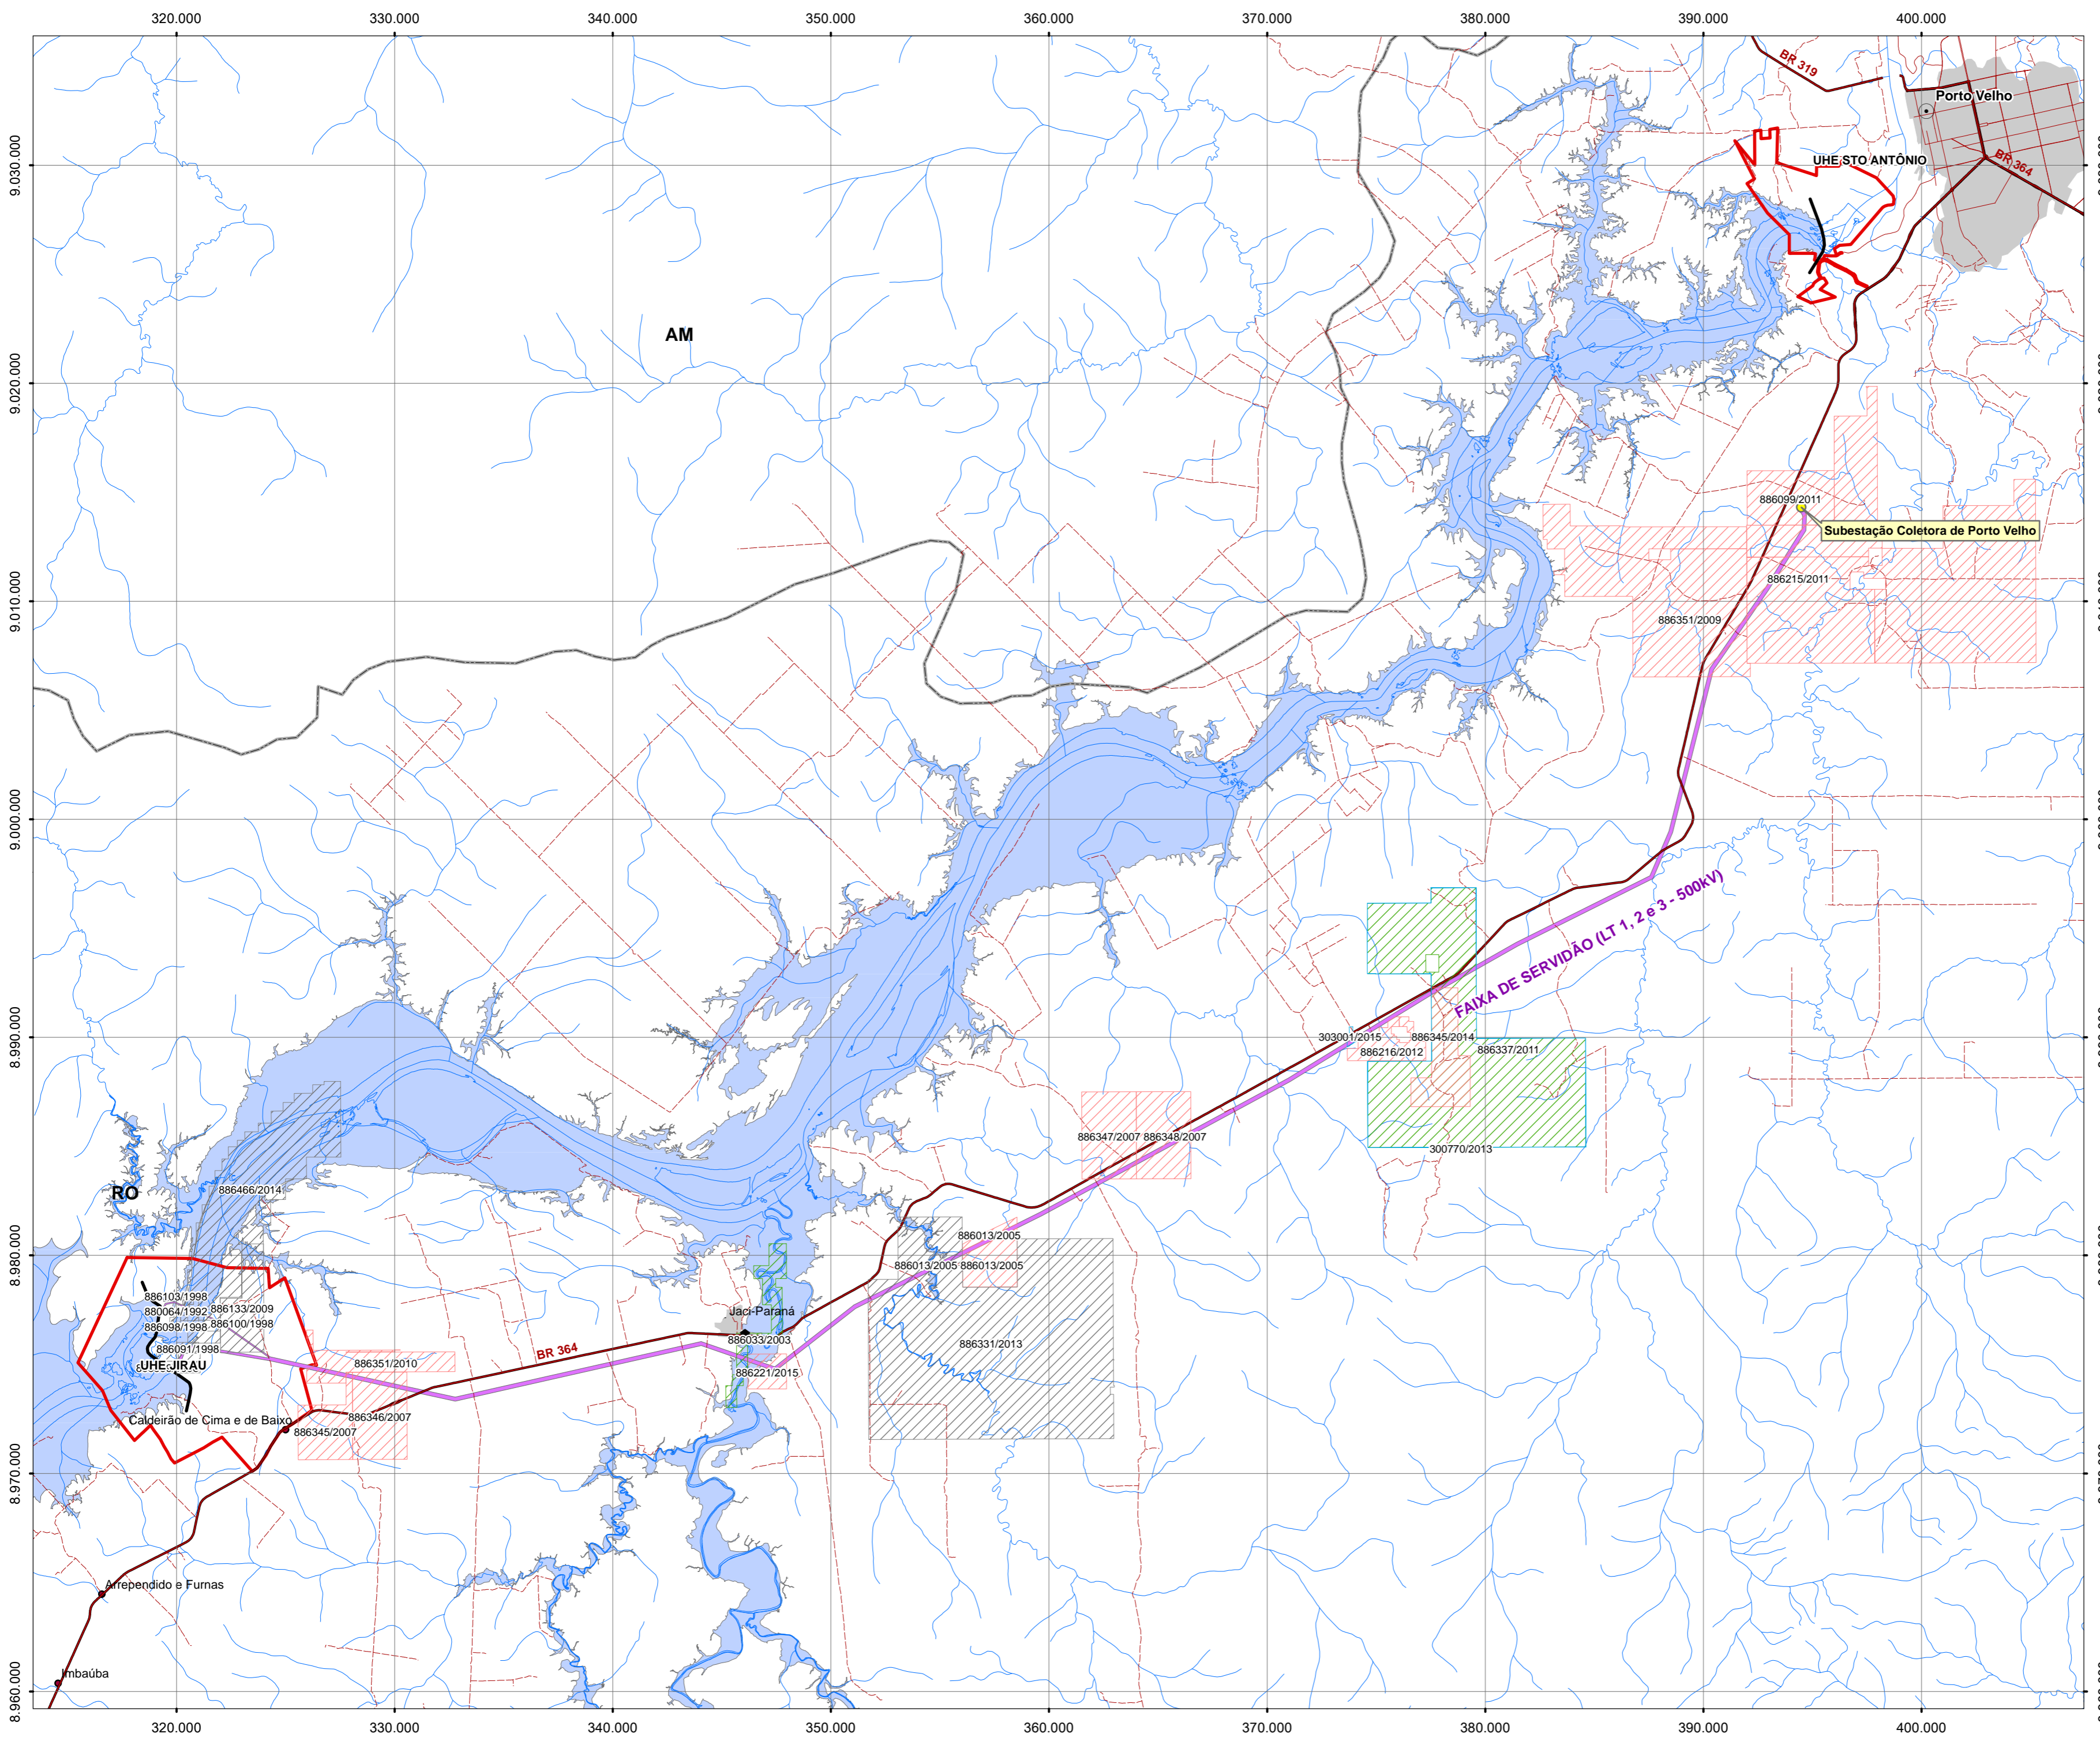 320.000 330.000 340.000 350.000 360.000 370.000 380.000 390.000 400.000
BR 319
Porto Velho
9.030.000
UHE STO ANTÔNIO
BR 364
AM
9.020.000
886099/2011
Subestação Coletora de Porto Velho
886215/2011
9.010.000
886351/2009
9.000.000
FAIXA DE SERVIDÃO (LT 1, 2 e 3 - 500kV)
8.990.000
303001/2015
886345/2014
886216/2012
886337/2011
886347/2007
886348/2007
300770/2013
RO
886466/2014
8.980.000
886013/2005
886013/2005
886013/2005
886103/1998
880064/1992
886133/2009
886098/1998
886100/1998
Jaci-Paraná
886033/2003
886331/2013
886091/1998
UHE JIRAU
BR 364
886351/2010
886221/2015
Caldeirão de Cima e de Baixo
886346/2007
886345/2007
8.970.000
Arrependido e Furnas
Imbaúba
8.960.000
320.000 330.000 340.000 350.000 360.000 370.000 380.000 390.000 400.000